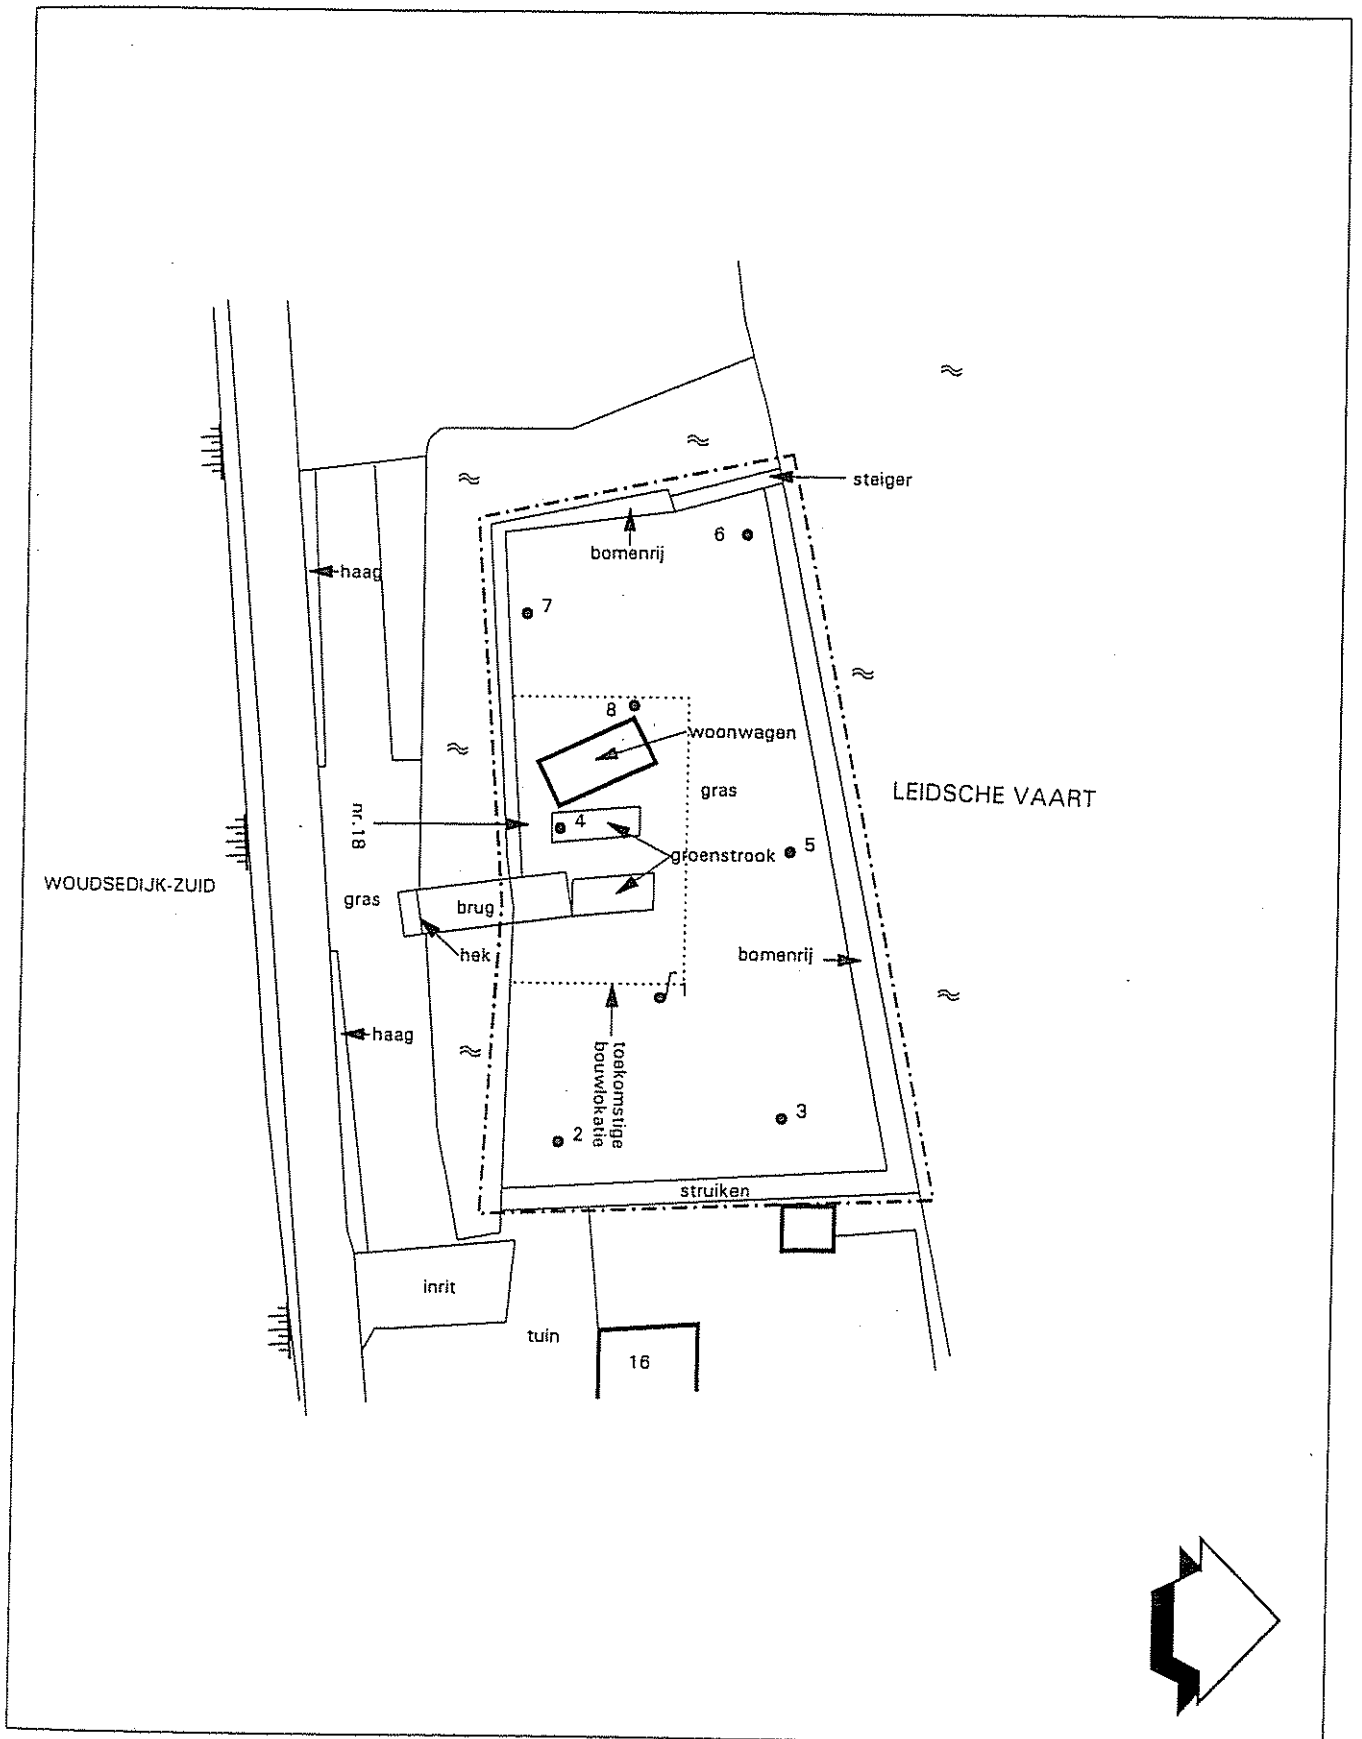 steiger
6
bomenrij
haag
7
8
woonwagen
gras
LEIDSCHE VAART
nr.18
4
groenstrook
5
WOUDSEDIJK-ZUID
gras
brug
hek
bomenrij
haag
toekomstige
bouwlokatie
3
2
struiken
inrit
tuin
16